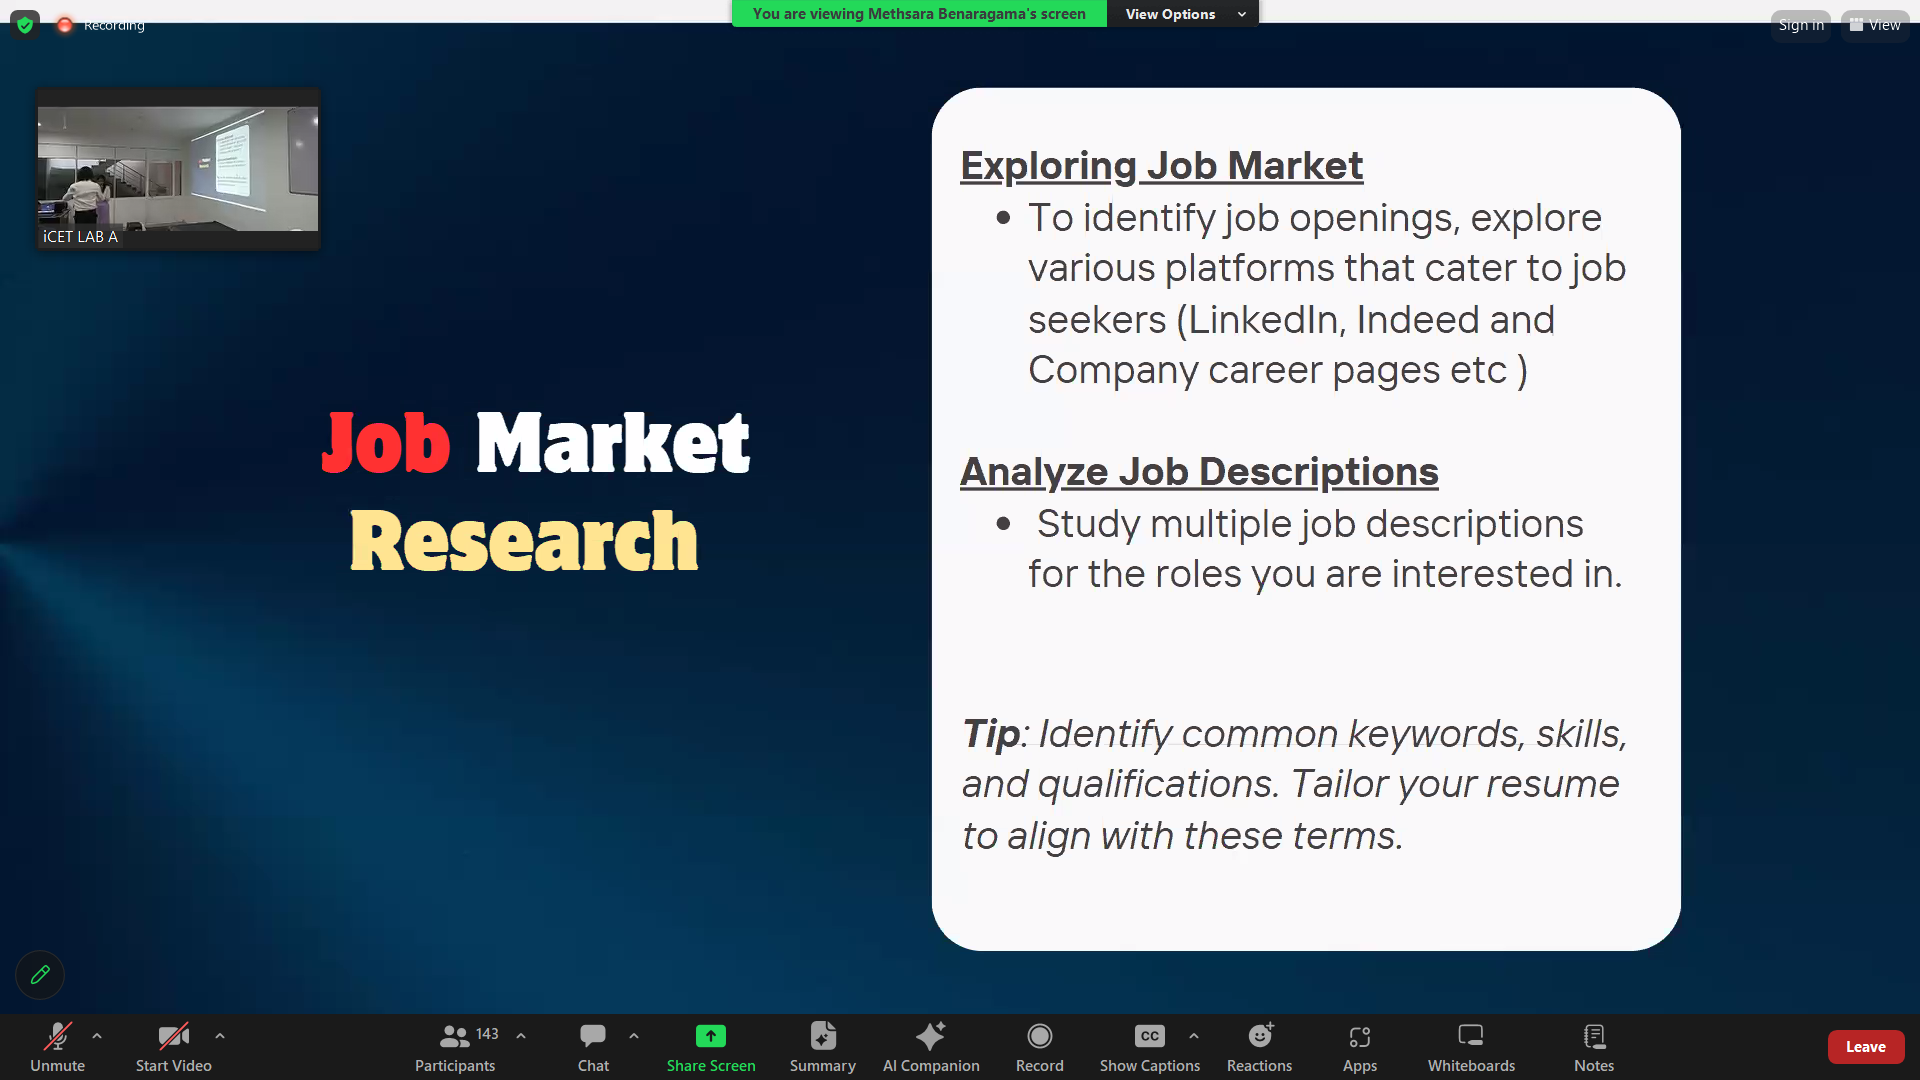 You are viewing Methsara Benaragama's screen View Options
Recording
Sign in View
iCET LAB A
Job Market
Research
Exploring Job Market
• To identify job openings, explore
various platforms that cater to job
seekers (LinkedIn, Indeed and
Company career pages etc )
Analyze Job Descriptions
• Study multiple job descriptions
for the roles you are interested in.
Tip: Identify common keywords, skills,
and qualifications. Tailor your resume
to align with these terms.
143
CC
Unmute Start Video Participants Chat Share Screen Summary AI Companion Record Show Captions Reactions Apps Whiteboards Notes Leave